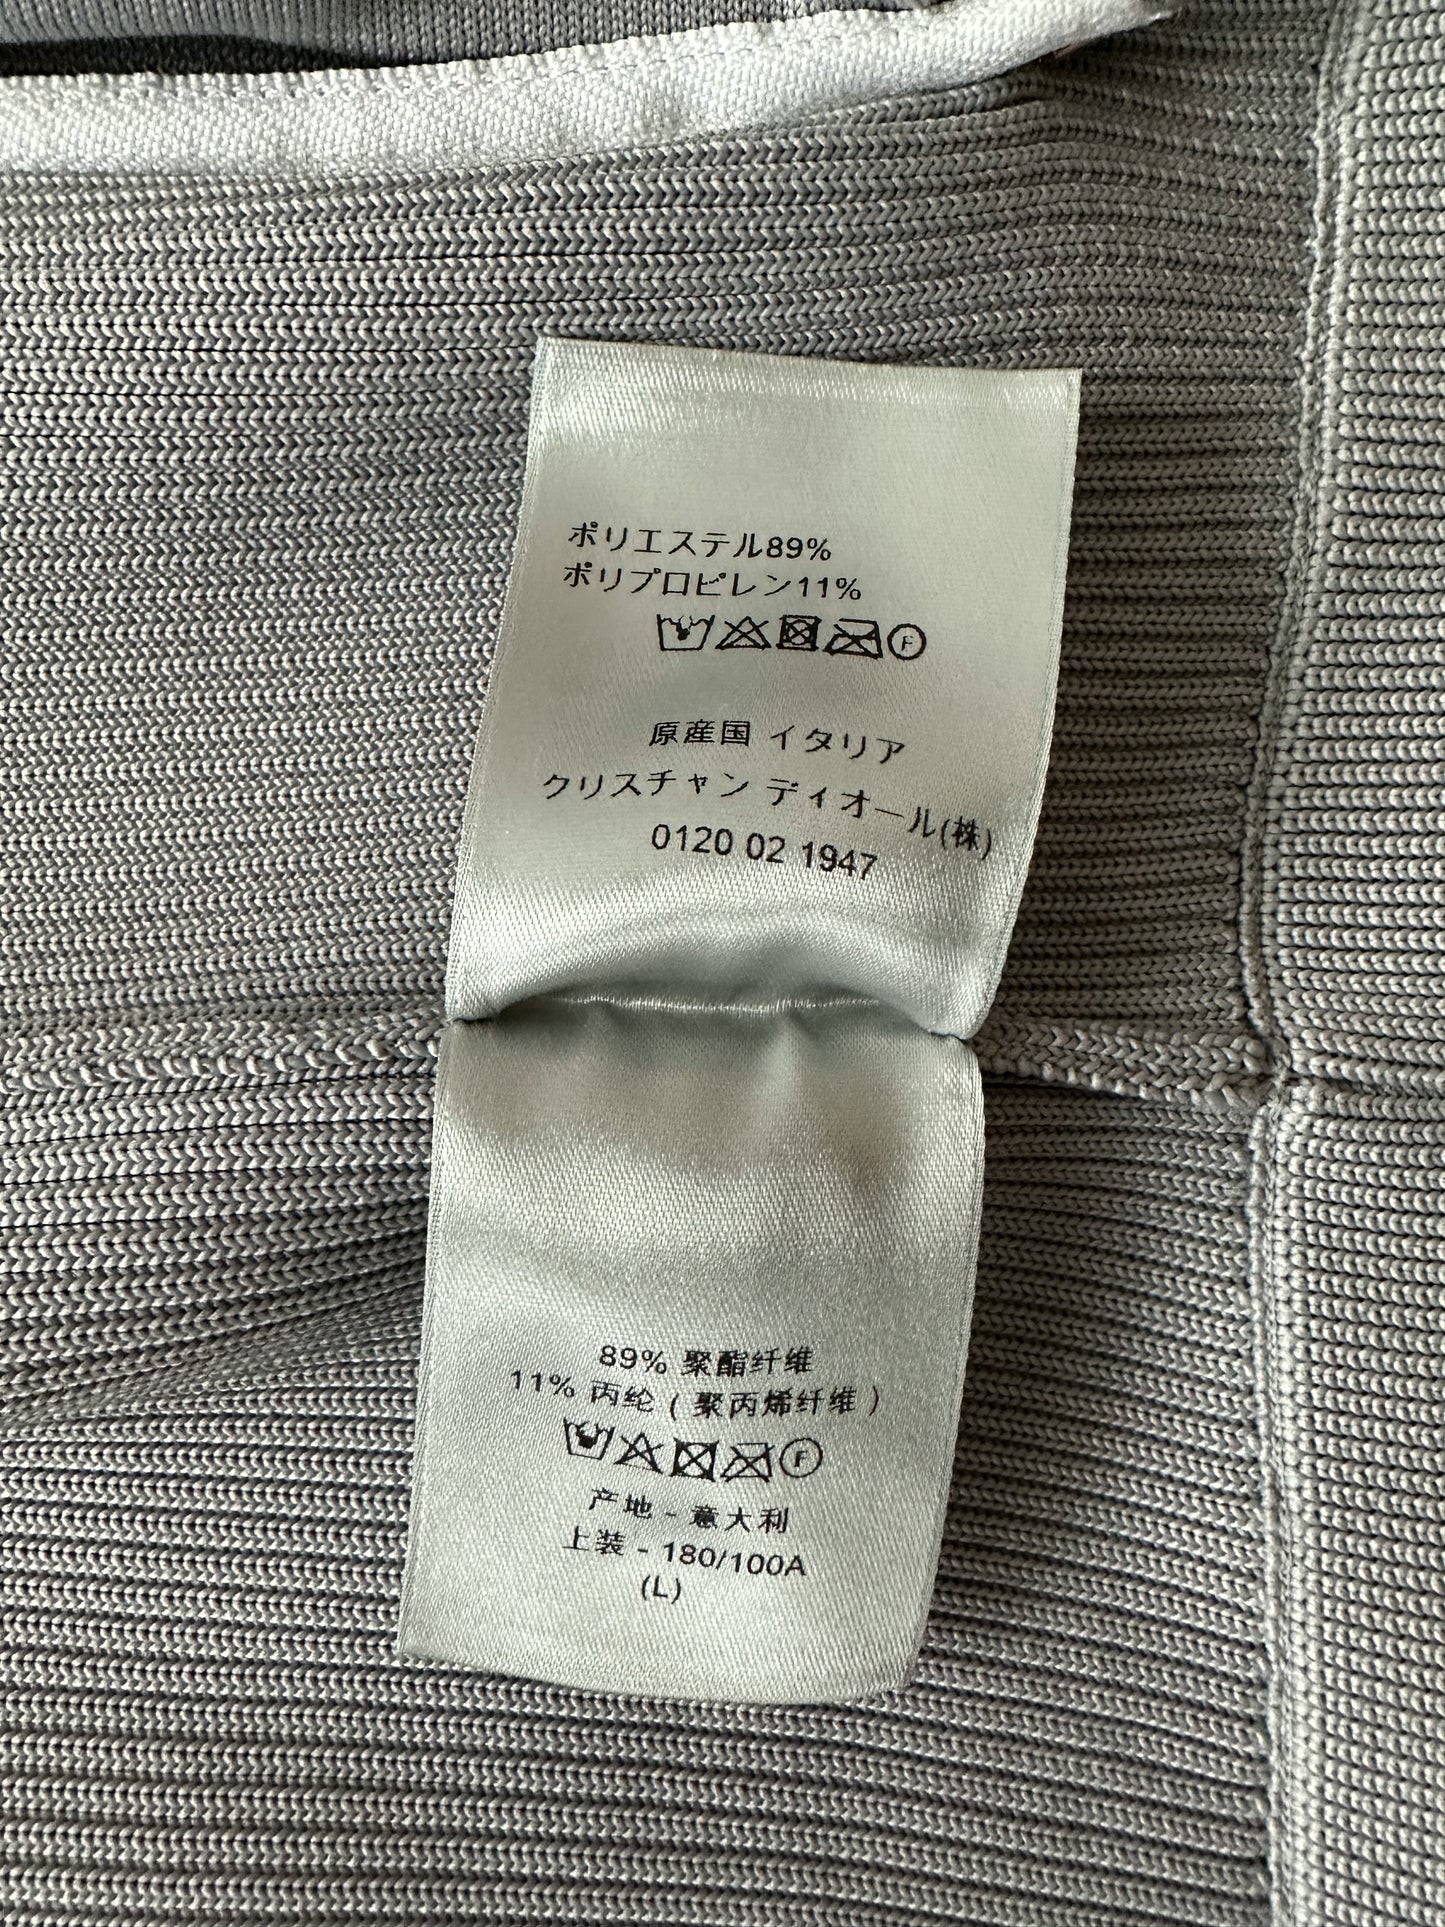 ポリエステル89%
ポリプロピレン11%
F
原産国 イタリア
クリスチャン ディオール(株)
0120 02 1947
89% 聚酯纤维
11% 丙纶 ( 聚丙烯纤维 )
F
产地 - 意大利
上装 - 180/100A
(L)